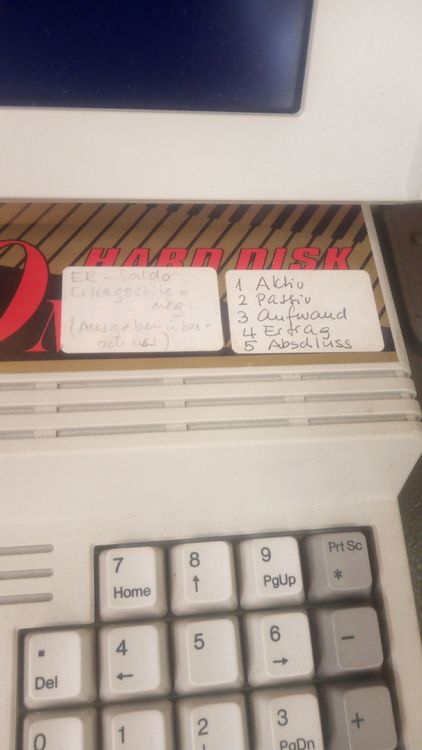 HARD DISK
0 M
ER - Saldo
Ertragsseite =
neg.
(Ausgabenüber-
schuss)
1 Aktiv
2 Passiv
3 Aufwand
4 Ertrag
5 Abschluss
7
Home
8
↑
9
PgUp
Prt Sc
*
.
Del
4
←
5
6
→
−
0
1
2
3
PgDn
+